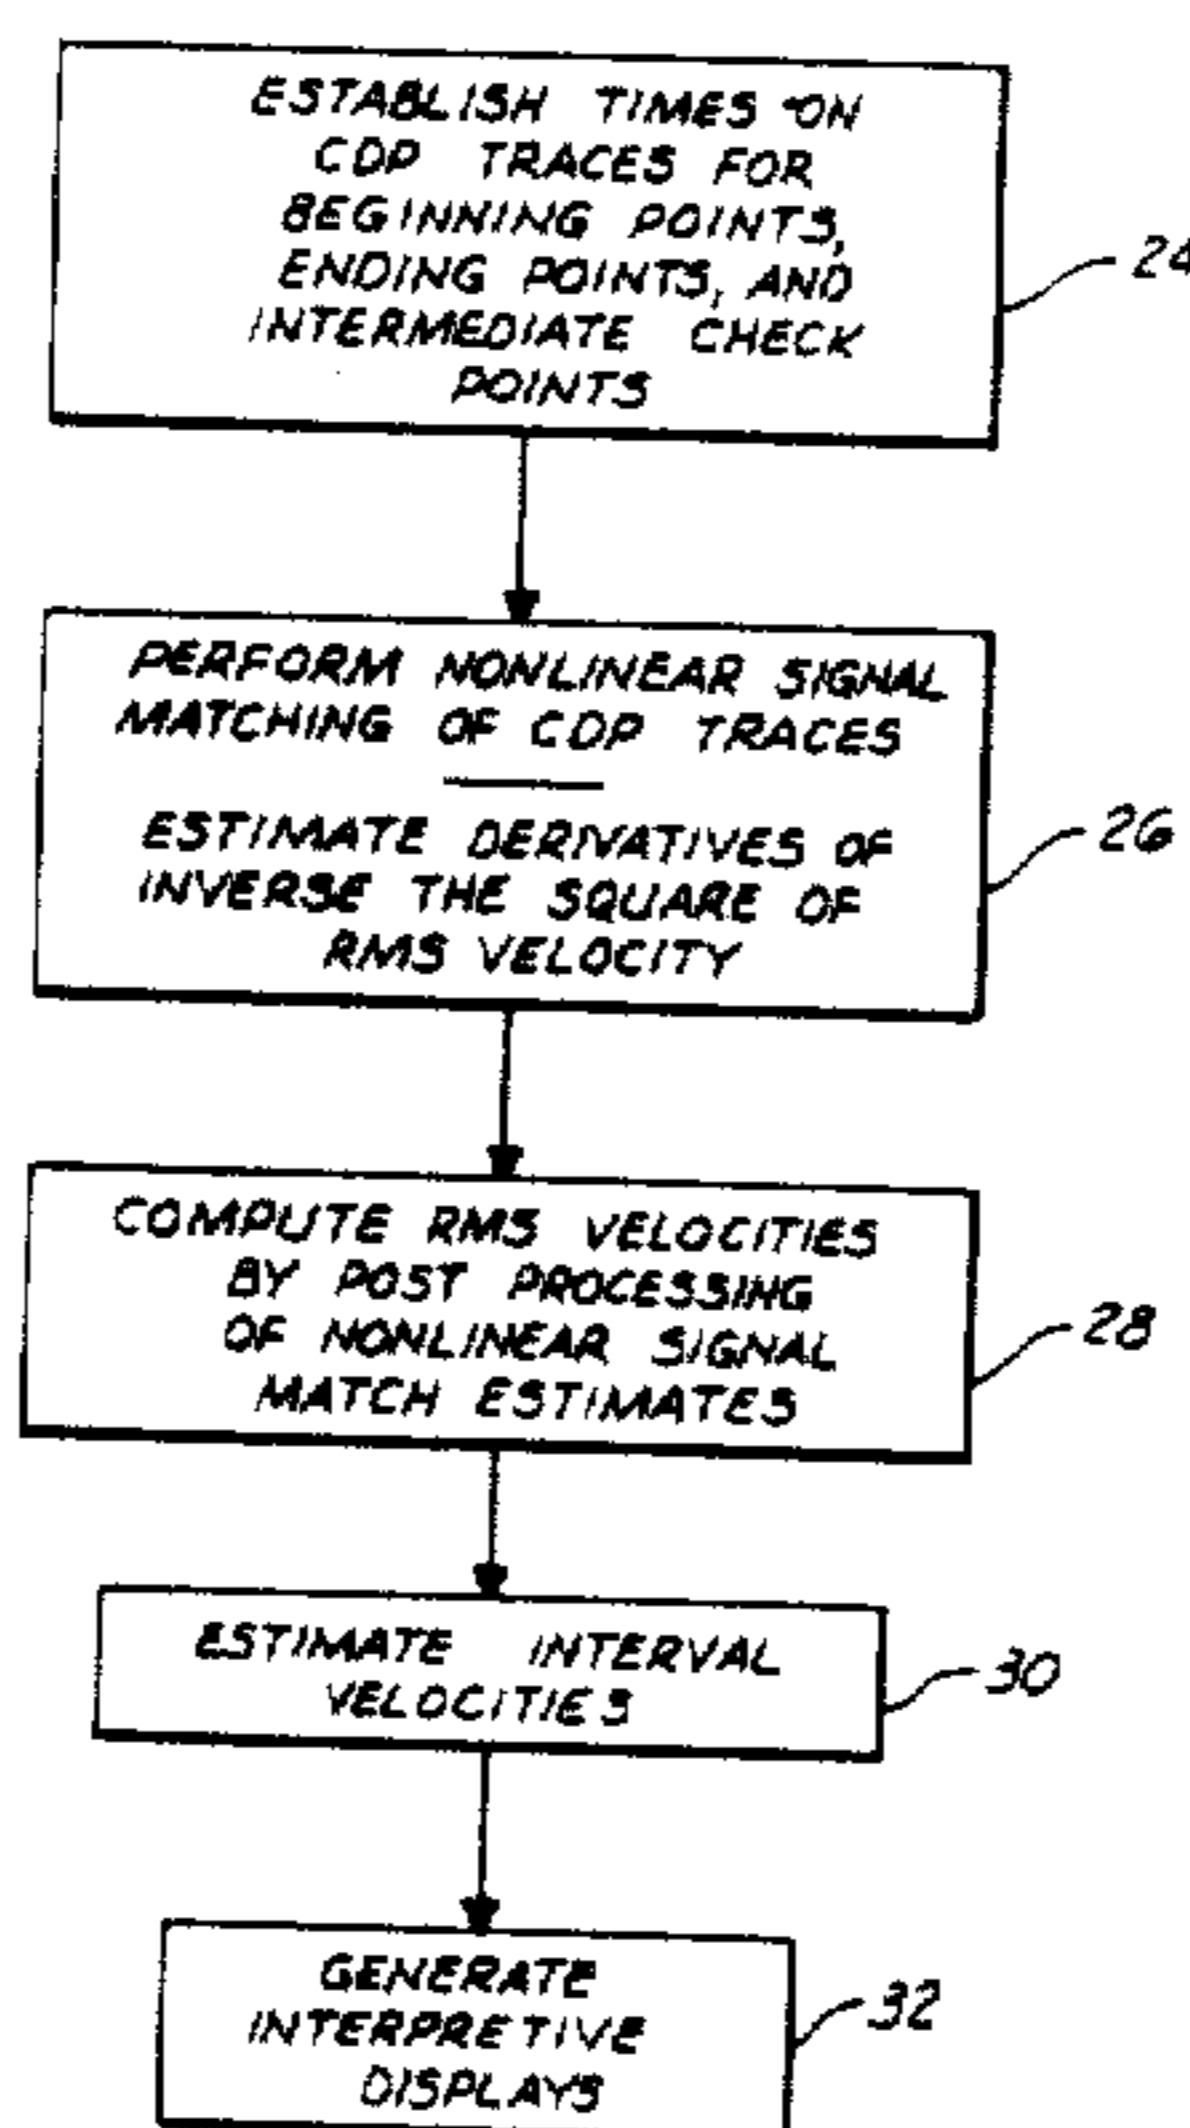 ESTABLISH TIMES ON
CDP TRACES FOR
BEGINNING POINTS,
ENDING POINTS, AND
INTERMEDIATE CHECK
POINTS
24
PERFORM NONLINEAR SIGNAL
MATCHING OF CDP TRACES
ESTIMATE DERIVATIVES OF
INVERSE THE SQUARE OF
RMS VELOCITY
26
COMPUTE RMS VELOCITIES
BY POST PROCESSING
OF NONLINEAR SIGNAL
MATCH ESTIMATES
28
ESTIMATE INTERVAL
VELOCITIES
30
GENERATE
INTERPRETIVE
DISPLAYS
32